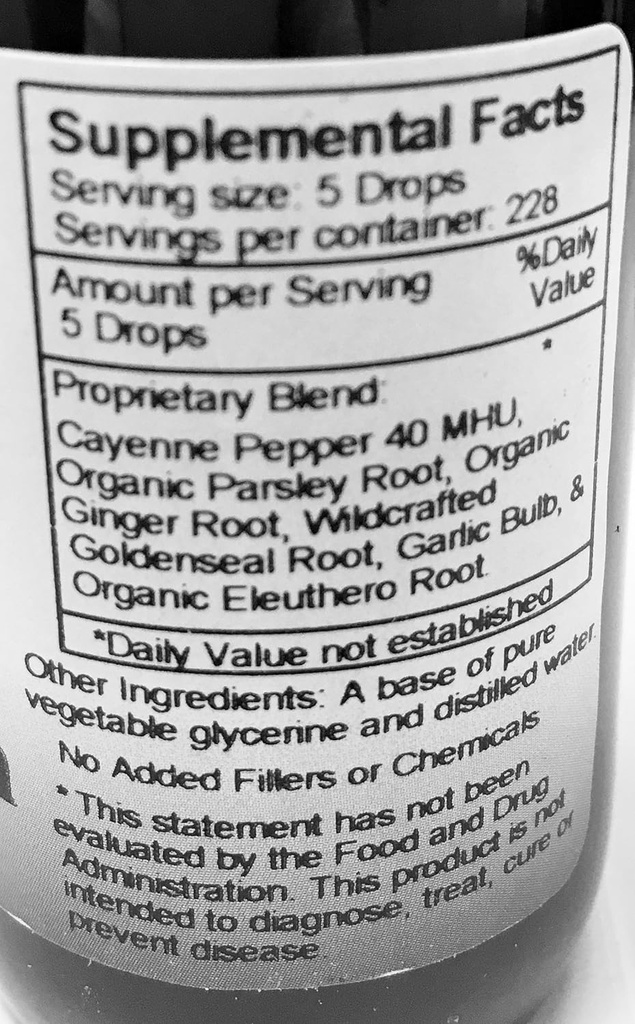 Supplemental Facts
Serving size: 5 Drops
Servings per container: 228
Amount per Serving
5 Drops
%Daily
Value
*
Proprietary Blend:
Cayenne Pepper 40 MHU,
Organic Parsley Root, Organic
Ginger Root, Wildcrafted
Goldenseal Root, Garlic Bulb, &
Organic Eleuthero Root.
*Daily Value not established
Other Ingredients: A base of pure
vegetable glycerine and distilled water.
No Added Fillers or Chemicals
* This statement has not been
evaluated by the Food and Drug
Administration. This product is not
intended to diagnose, treat, cure or
prevent disease.